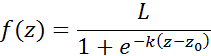 f(z) = L / (1 + e^{-k(z-z_0)})